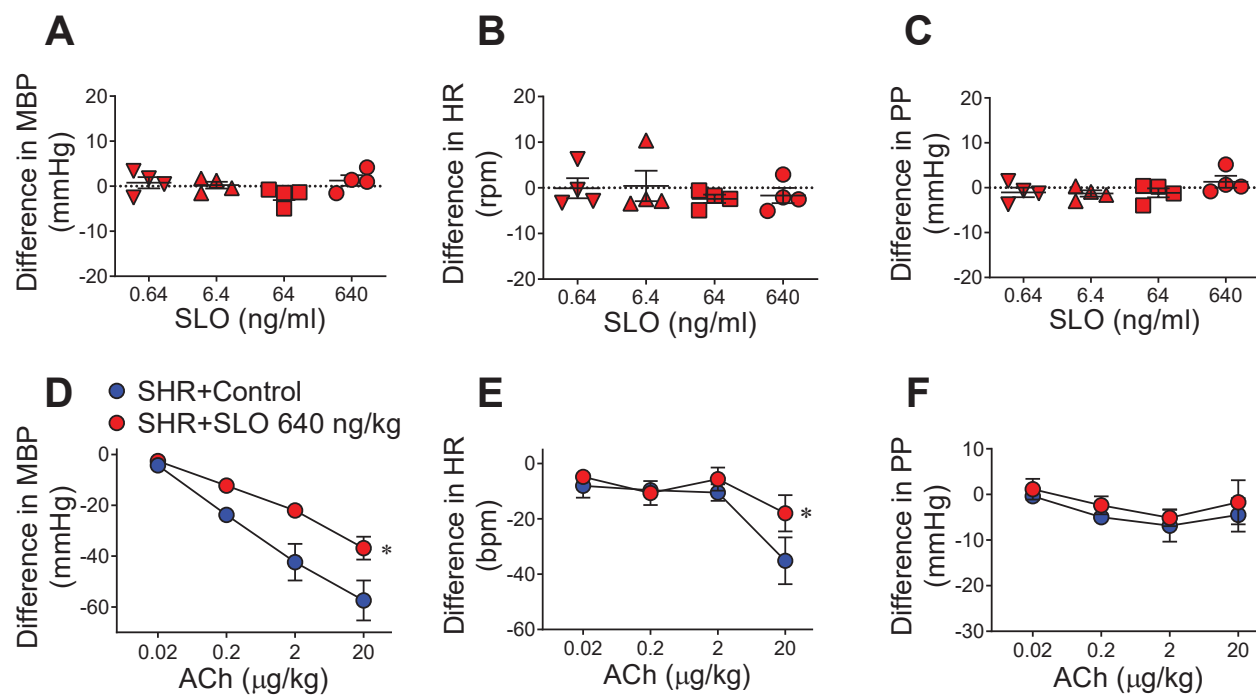 A
Difference in MBP
(mmHg)
20
10
0
-10
-20
0.64 6.4 64 640
SLO (ng/ml)
B
Difference in HR
(rpm)
20
10
0
-10
-20
0.64 6.4 64 640
SLO (ng/ml)
C
Difference in PP
(mmHg)
20
10
0
-10
-20
0.64 6.4 64 640
SLO (ng/ml)
D
SHR+Control
SHR+SLO 640 ng/kg
Difference in MBP
(mmHg)
0
-20
-40
-60
*
0.02 0.2 2 20
ACh (μg/kg)
E
Difference in HR
(bpm)
0
-20
-40
-60
*
0.02 0.2 2 20
ACh (μg/kg)
F
Difference in PP
(mmHg)
10
0
-10
-30
0.02 0.2 2 20
ACh (μg/kg)